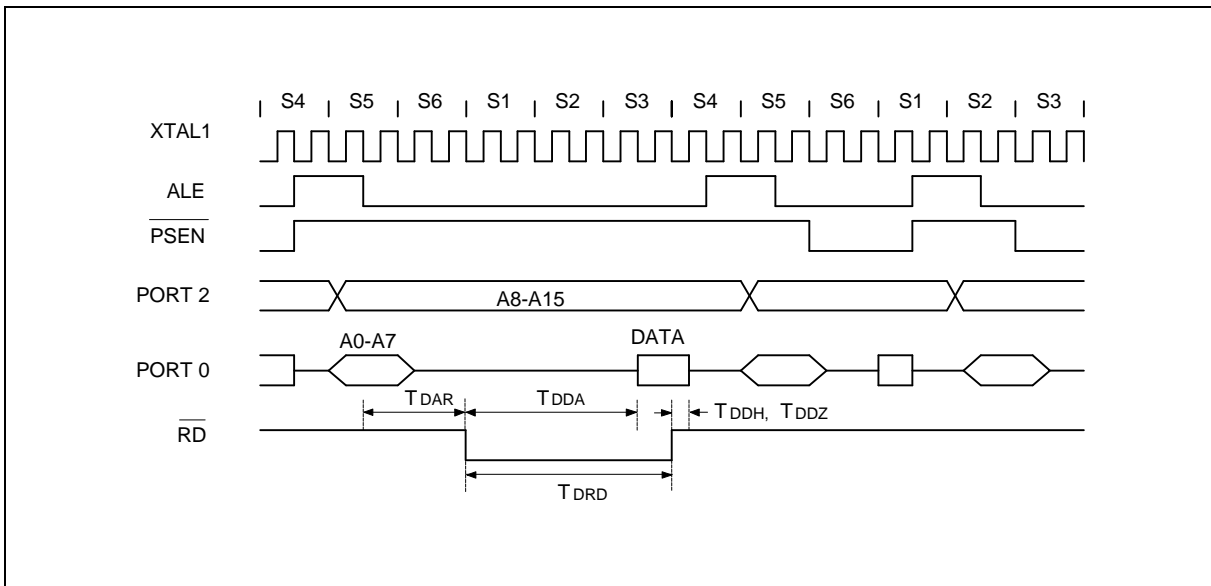 S4 S5 S6 S1 S2 S3 S4 S5 S6 S1 S2 S3
XTAL1
ALE
PSEN
PORT 2
A8-A15
A0-A7
DATA
PORT 0
TDAR
TDDA
TDDH, TDDZ
RD
TDRD